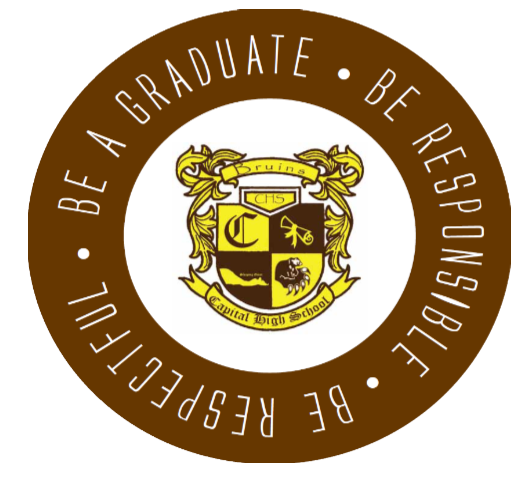 BE A GRADUATE • BE RESPONSIBLE • BE RESPECTFUL •
Bruins
CHS
C
Capital High School